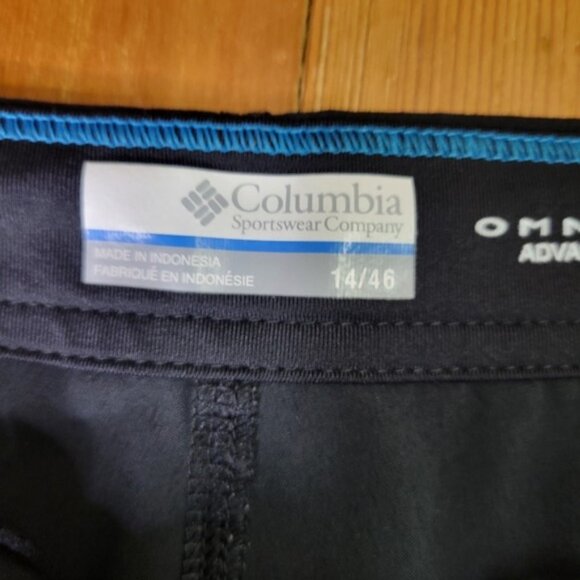 Columbia
Sportswear Company
MADE IN INDONESIA
FABRIQUÉ EN INDONÉSIE
14/46
OMN
ADVA